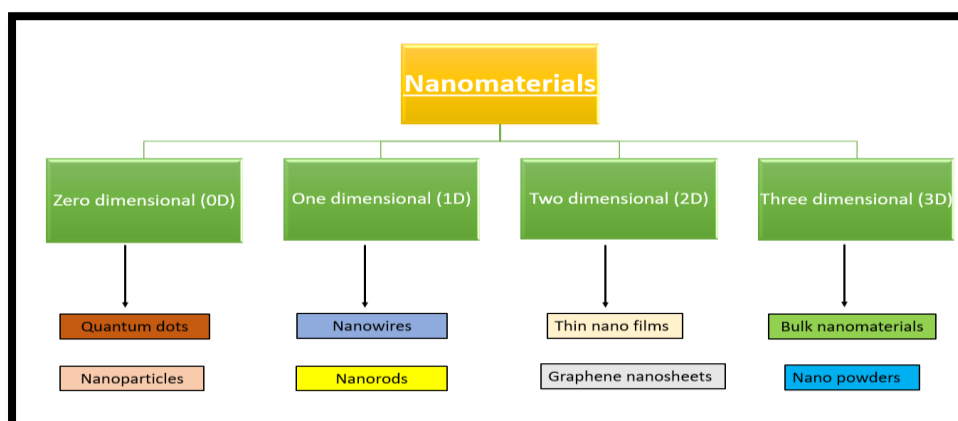 Nanomaterials
Zero dimensional (0D)
One dimensional (1D)
Two dimensional (2D)
Three dimensional (3D)
Quantum dots
Nanowires
Thin nano films
Bulk nanomaterials
Nanoparticles
Nanorods
Graphene nanosheets
Nano powders